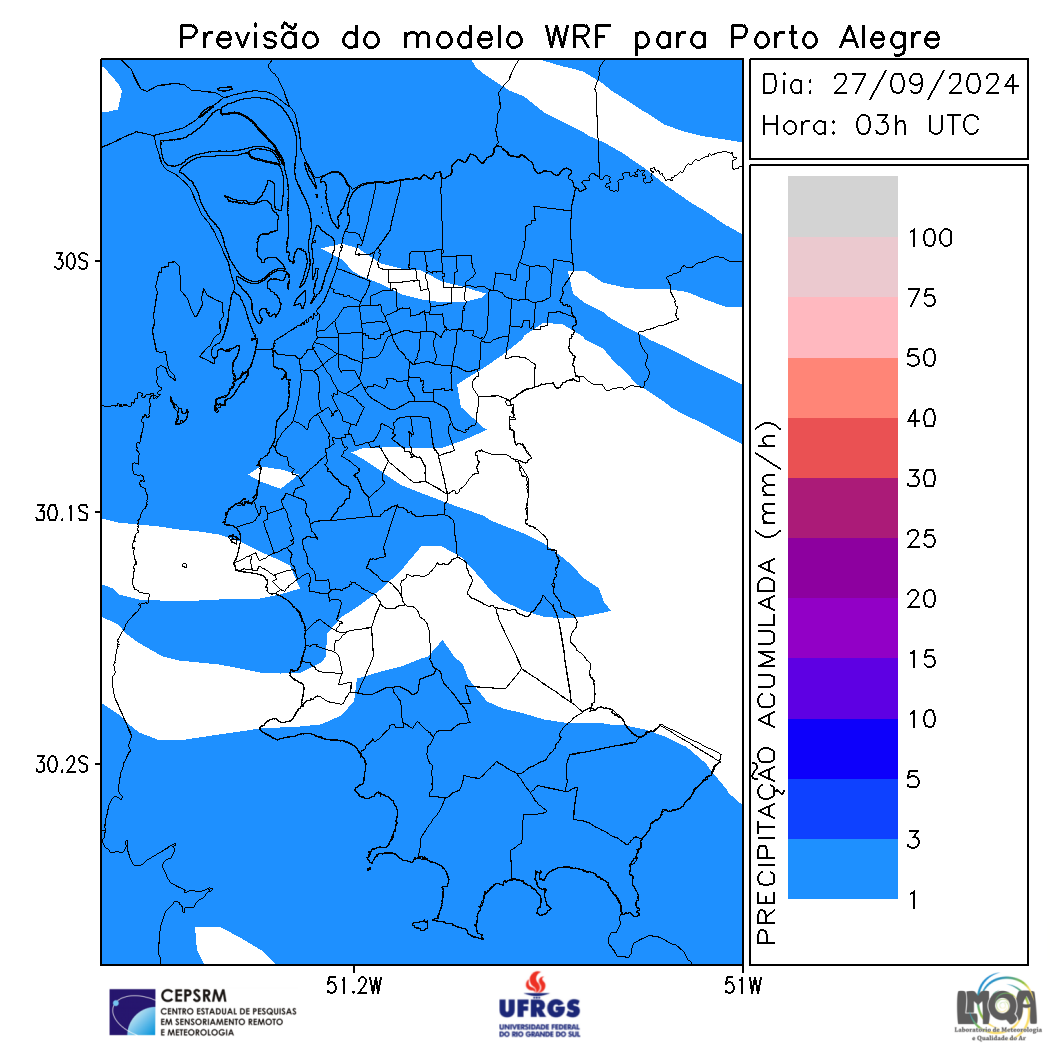 Previsão do modelo WRF para Porto Alegre
Dia: 27/09/2024
Hora: 03h UTC
100
75
50
40
30
25
20
15
10
5
3
1
PRECIPITAÇÃO ACUMULADA (mm/h)
30S
30.1S
30.2S
51.2W
51W
CEPSRM
CENTRO ESTADUAL DE PESQUISAS
EM SENSORIAMENTO REMOTO
E METEOROLOGIA
UFRGS
UNIVERSIDADE FEDERAL
DO RIO GRANDE DO SUL
LMQA
Laboratório de Meteorologia
e Qualidade do Ar